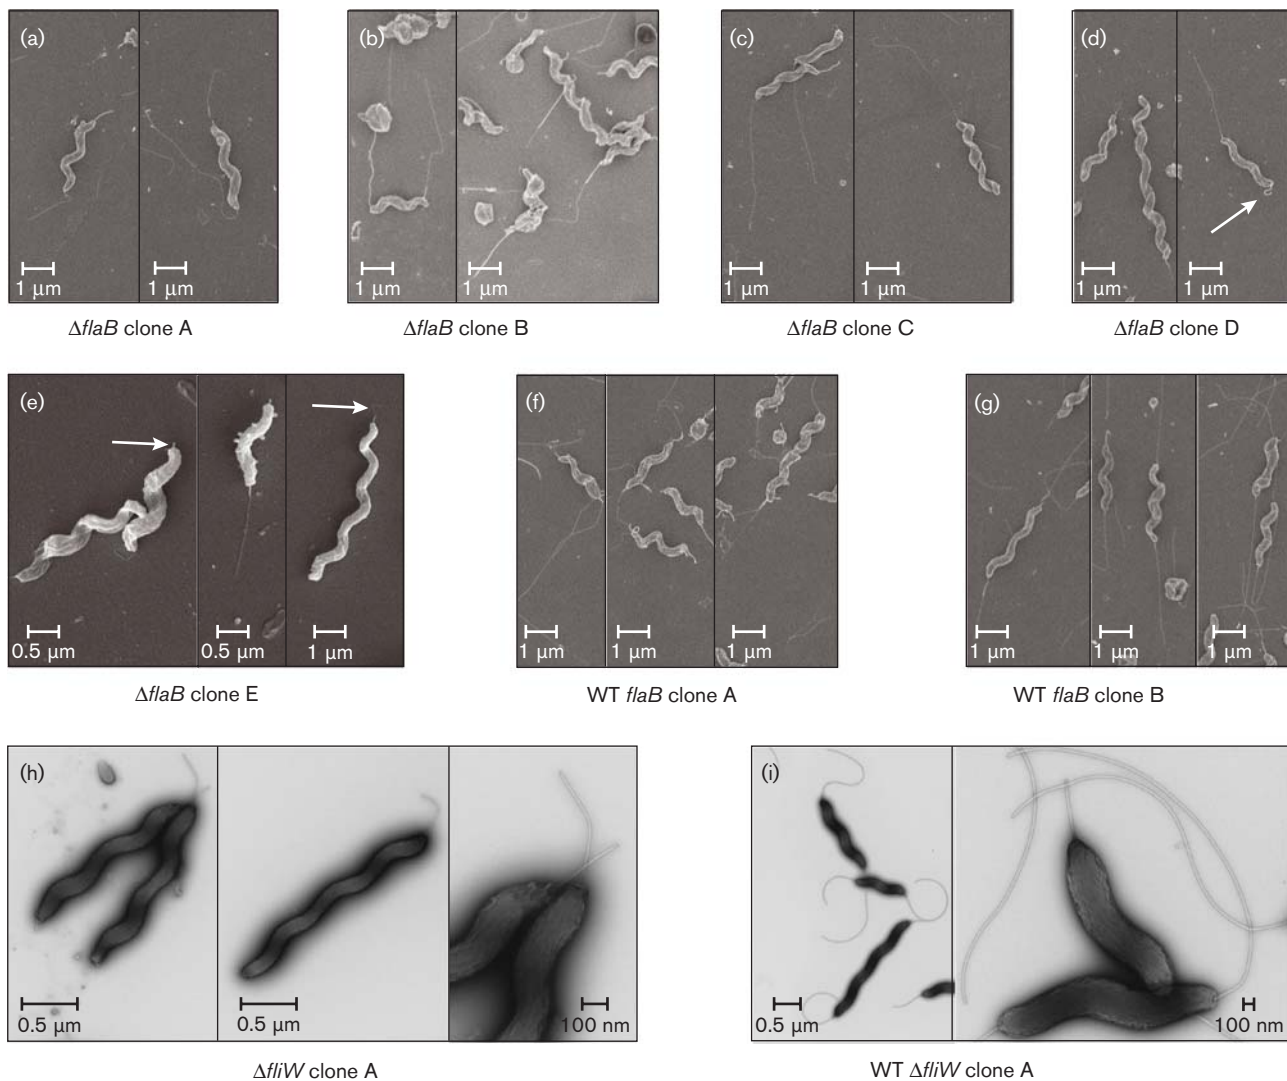 (a)
1 μm
1 μm
ΔflaB clone A
(b)
1 μm
1 μm
ΔflaB clone B
(c)
1 μm
1 μm
ΔflaB clone C
(d)
1 μm
1 μm
ΔflaB clone D
(e)
0.5 μm
0.5 μm
1 μm
ΔflaB clone E
(f)
1 μm
1 μm
1 μm
WT flaB clone A
(g)
1 μm
1 μm
1 μm
WT flaB clone B
(h)
0.5 μm
0.5 μm
100 nm
ΔfliW clone A
(i)
0.5 μm
100 nm
WT ΔfliW clone A